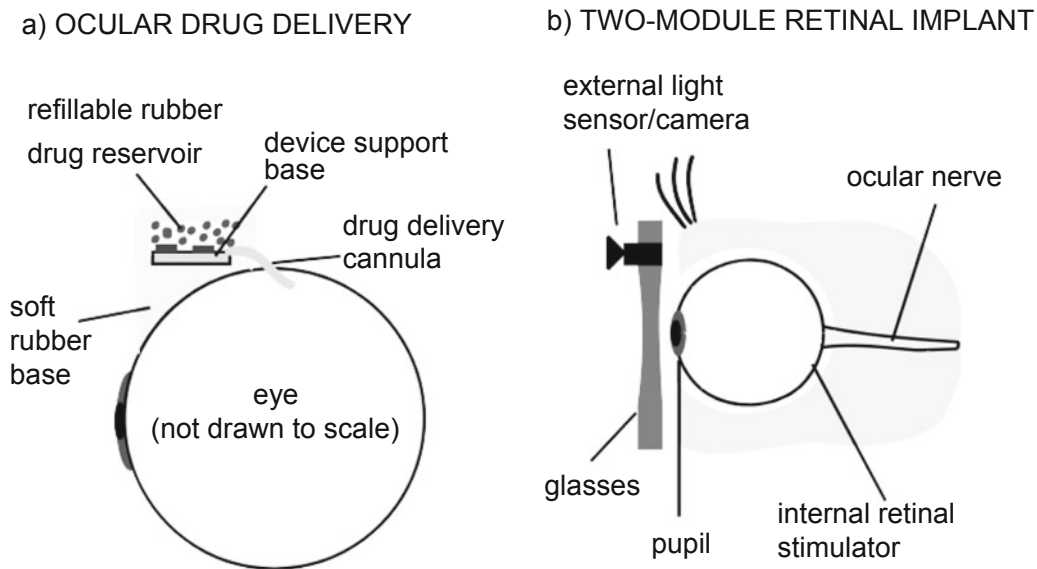 a) OCULAR DRUG DELIVERY
refillable rubber
drug reservoir
device support
base
drug delivery
cannula
soft
rubber
base
eye
(not drawn to scale)
b) TWO-MODULE RETINAL IMPLANT
external light
sensor/camera
ocular nerve
glasses
pupil
internal retinal
stimulator